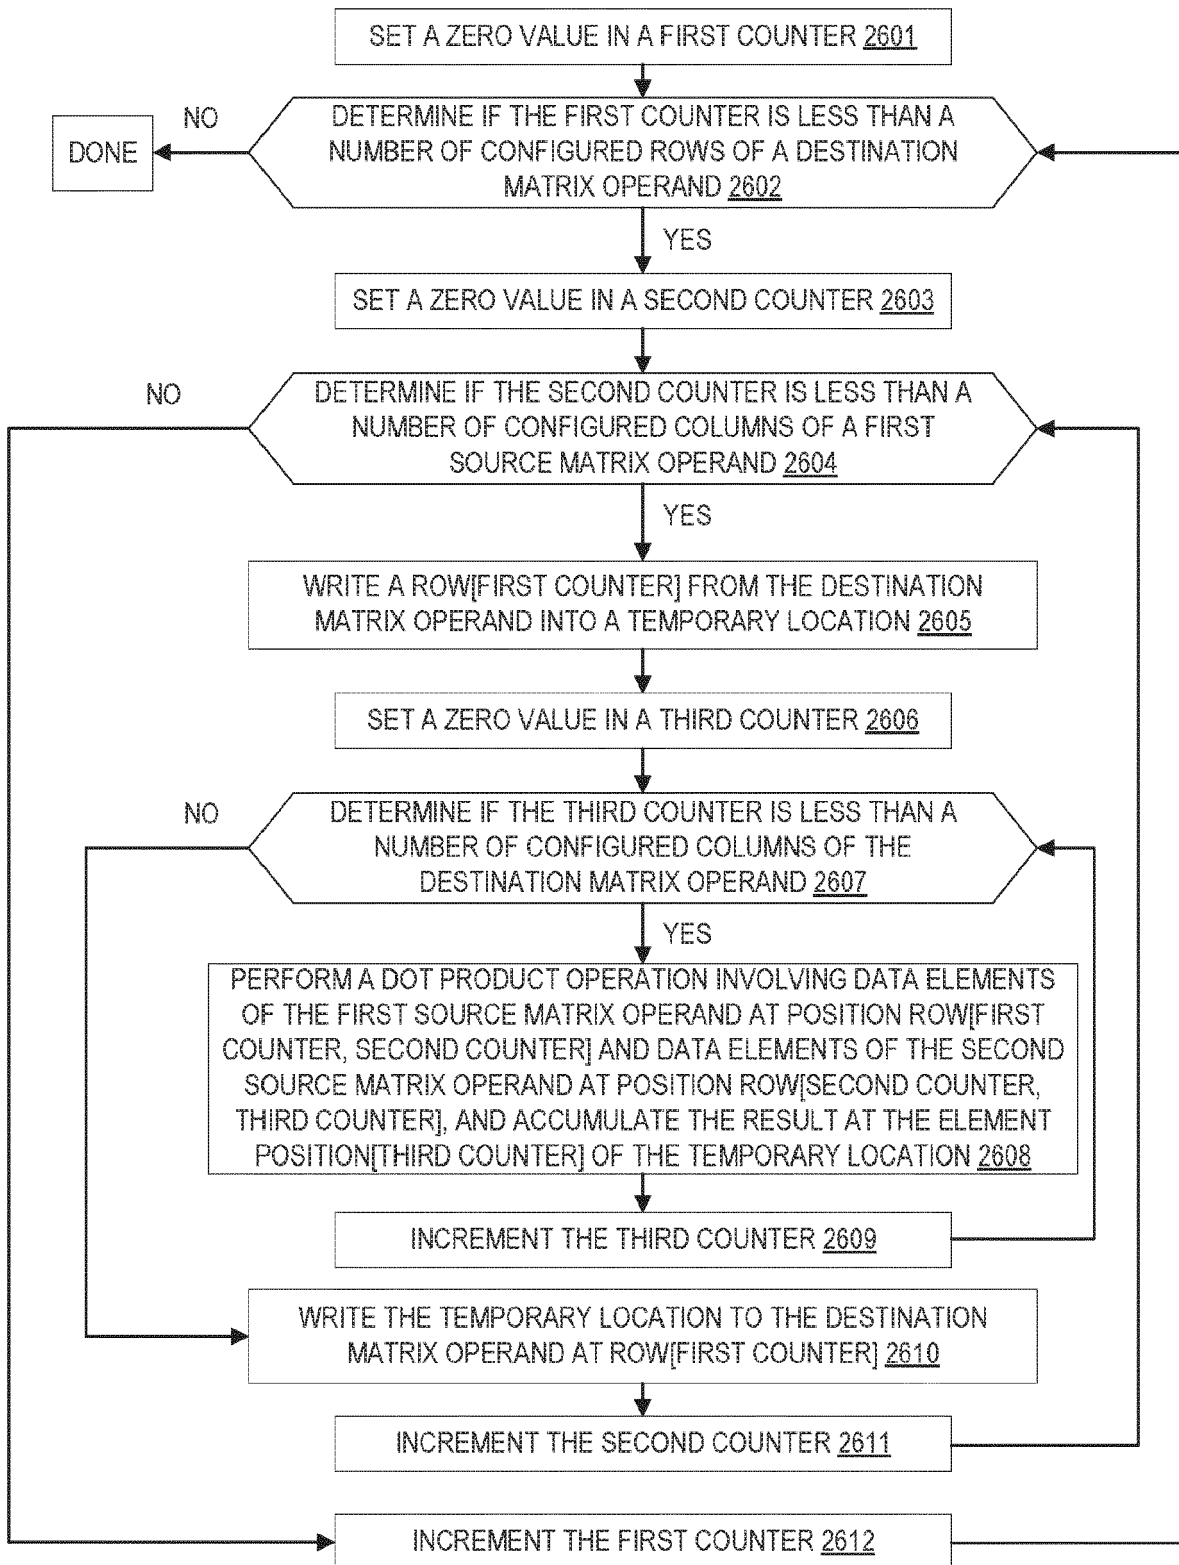 SET A ZERO VALUE IN A FIRST COUNTER 2601
NO
DONE
DETERMINE IF THE FIRST COUNTER IS LESS THAN A
NUMBER OF CONFIGURED ROWS OF A DESTINATION
MATRIX OPERAND 2602
YES
SET A ZERO VALUE IN A SECOND COUNTER 2603
NO
DETERMINE IF THE SECOND COUNTER IS LESS THAN A
NUMBER OF CONFIGURED COLUMNS OF A FIRST
SOURCE MATRIX OPERAND 2604
YES
WRITE A ROW[FIRST COUNTER] FROM THE DESTINATION
MATRIX OPERAND INTO A TEMPORARY LOCATION 2605
SET A ZERO VALUE IN A THIRD COUNTER 2606
NO
DETERMINE IF THE THIRD COUNTER IS LESS THAN A
NUMBER OF CONFIGURED COLUMNS OF THE
DESTINATION MATRIX OPERAND 2607
YES
PERFORM A DOT PRODUCT OPERATION INVOLVING DATA ELEMENTS
OF THE FIRST SOURCE MATRIX OPERAND AT POSITION ROW[FIRST
COUNTER, SECOND COUNTER] AND DATA ELEMENTS OF THE SECOND
SOURCE MATRIX OPERAND AT POSITION ROW[SECOND COUNTER,
THIRD COUNTER], AND ACCUMULATE THE RESULT AT THE ELEMENT
POSITION[THIRD COUNTER] OF THE TEMPORARY LOCATION 2608
INCREMENT THE THIRD COUNTER 2609
WRITE THE TEMPORARY LOCATION TO THE DESTINATION
MATRIX OPERAND AT ROW[FIRST COUNTER] 2610
INCREMENT THE SECOND COUNTER 2611
INCREMENT THE FIRST COUNTER 2612